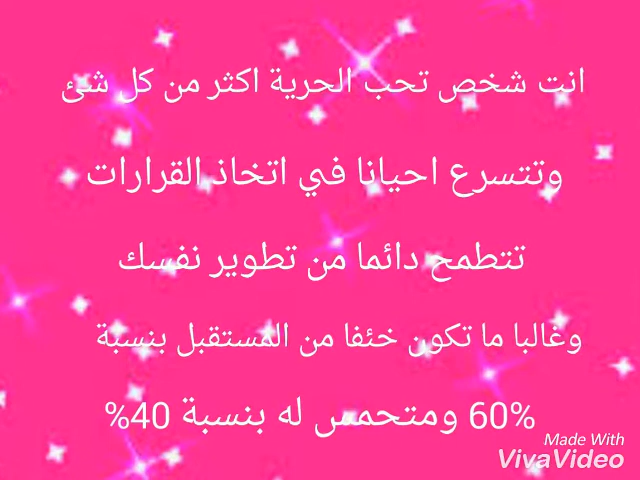 انت شخص تحب الحرية اكثر من كل شئ
وتتسرع احيانا في اتخاذ القرارات
تتطمح دائما من تطوير نفسك
وغالبا ما تكون خئفا من المستقبل بنسبة
60% ومتحمس له بنسبة 40%
Made With
VivaVideo